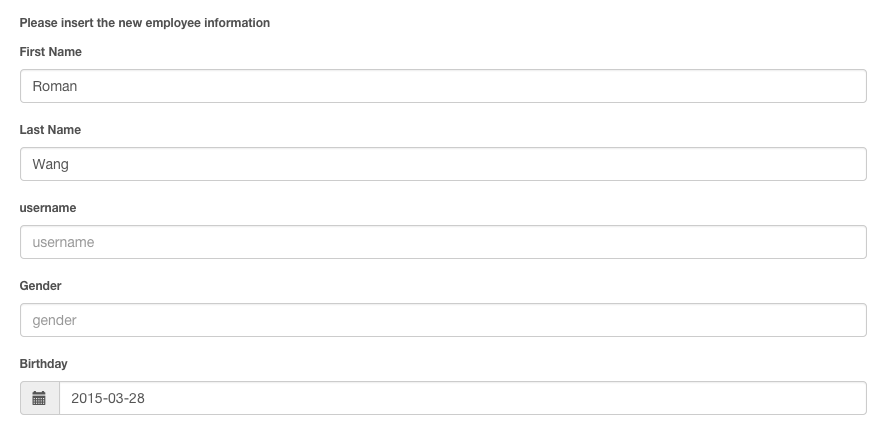 Please insert the new employee information
First Name
Roman
Last Name
Wang
username
username
Gender
gender
Birthday
2015-03-28